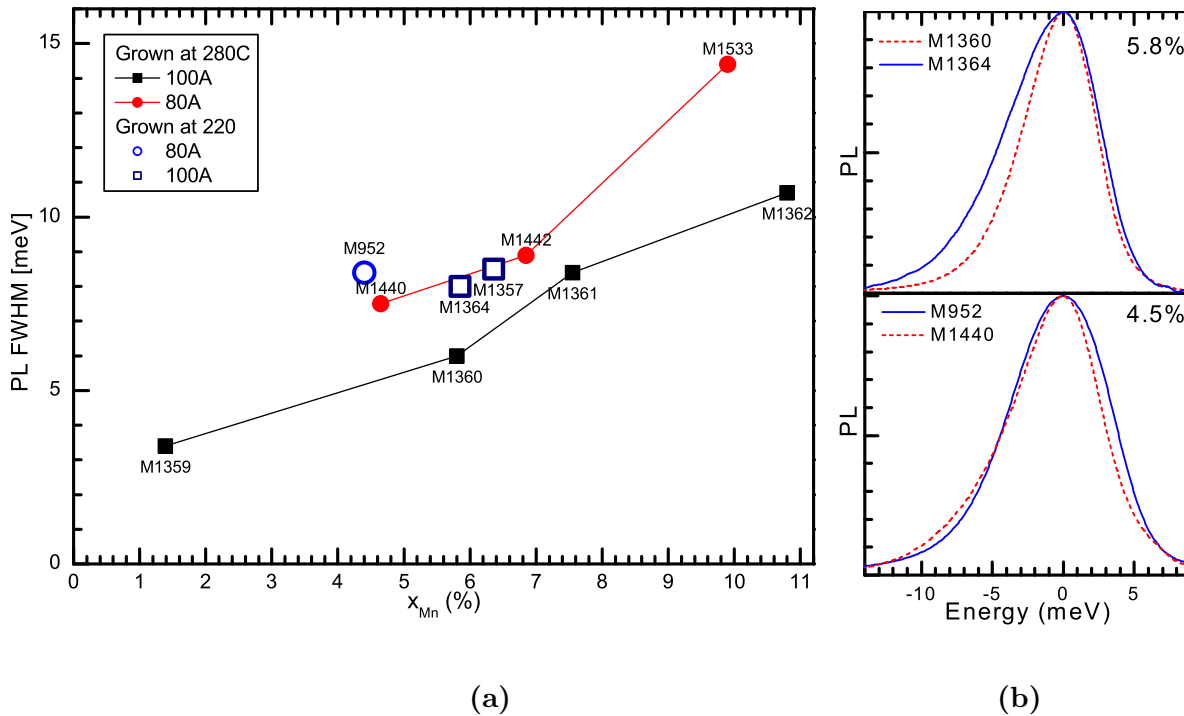 15
10
5
0
PL FWHM [meV]
Grown at 280C
100A
80A
Grown at 220
80A
100A
M1533
M1362
M952
M1442
M1440
M1364
M1357
M1361
M1360
M1359
0 1 2 3 4 5 6 7 8 9 10 11
xMn (%)
(a)
M1360
M1364
5.8%
PL
M952
M1440
4.5%
PL
-10 -5 0 5
Energy (meV)
(b)